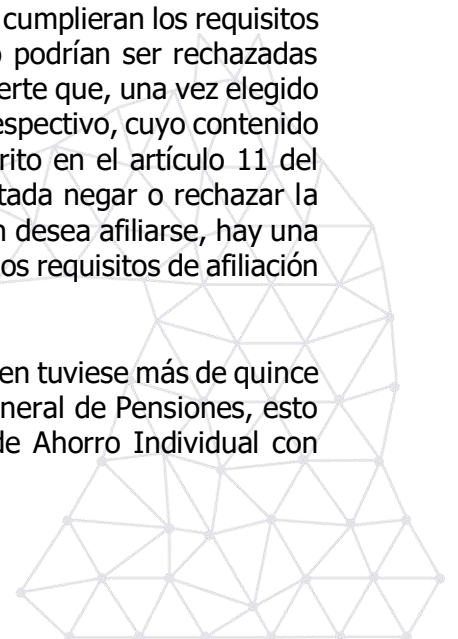 cumplieran los requisitos
podrían ser rechazadas
erte que, una vez elegido
espectivo, cuyo contenido
rito en el artículo 11 del
tada negar o rechazar la
n desea afiliarse, hay una
os requisitos de afiliación
en tuviese más de quince
neral de Pensiones, esto
de Ahorro Individual con